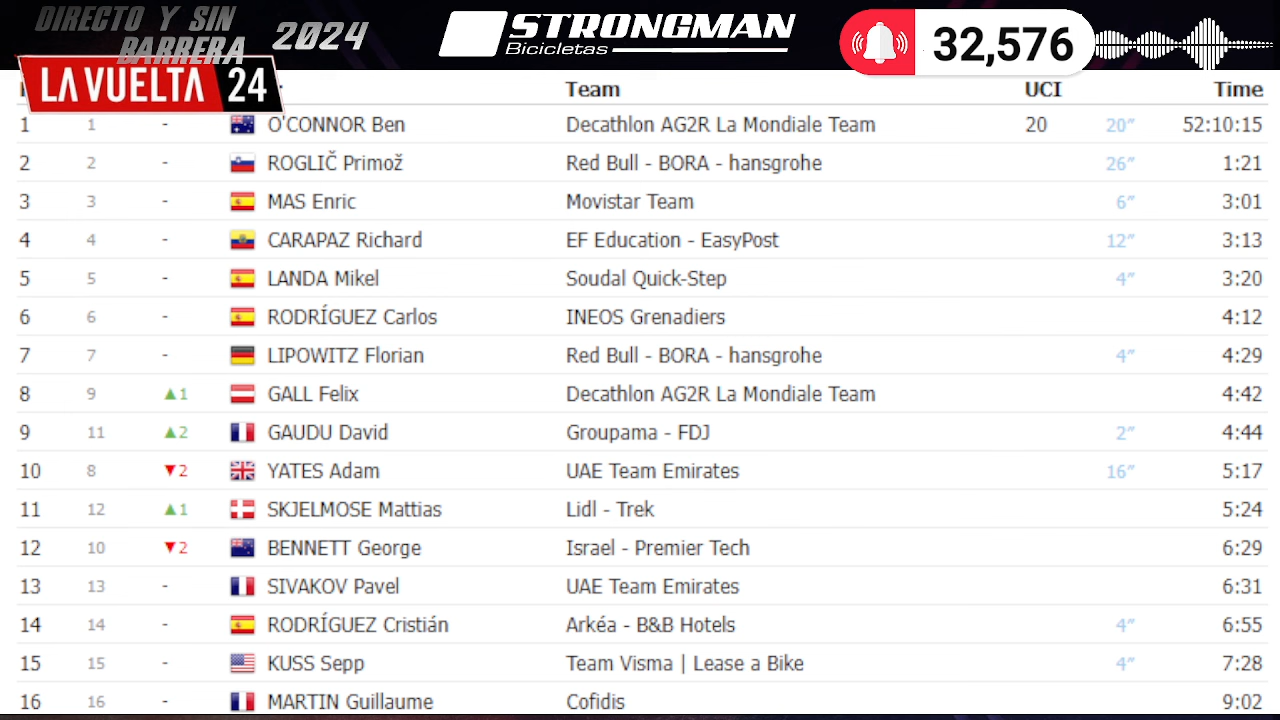 DIRECTO Y SIN BARRERA 2024
STRONGMAN
Bicicletas
32,576
LA VUELTA 24
Team UCI Time
1 1 - O'CONNOR Ben Decathlon AG2R La Mondiale Team 20 20″ 52:10:15
2 2 - ROGLIČ Primož Red Bull - BORA - hansgrohe 26″ 1:21
3 3 - MAS Enric Movistar Team 6″ 3:01
4 4 - CARAPAZ Richard EF Education - EasyPost 12″ 3:13
5 5 - LANDA Mikel Soudal Quick-Step 4″ 3:20
6 6 - RODRÍGUEZ Carlos INEOS Grenadiers 4:12
7 7 - LIPOWITZ Florian Red Bull - BORA - hansgrohe 4″ 4:29
8 9 ▲1 GALL Felix Decathlon AG2R La Mondiale Team 4:42
9 11 ▲2 GAUDU David Groupama - FDJ 2″ 4:44
10 8 ▼2 YATES Adam UAE Team Emirates 16″ 5:17
11 12 ▲1 SKJELMOSE Mattias Lidl - Trek 5:24
12 10 ▼2 BENNETT George Israel - Premier Tech 6:29
13 13 - SIVAKOV Pavel UAE Team Emirates 6:31
14 14 - RODRÍGUEZ Cristián Arkéa - B&B Hotels 4″ 6:55
15 15 - KUSS Sepp Team Visma | Lease a Bike 4″ 7:28
16 16 - MARTIN Guillaume Cofidis 9:02